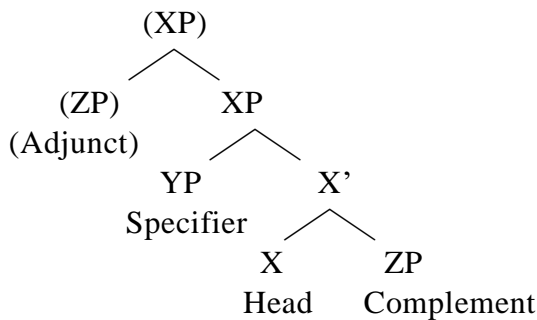 (XP)
(ZP) XP
(Adjunct)
YP X’
Specifier
X ZP
Head Complement